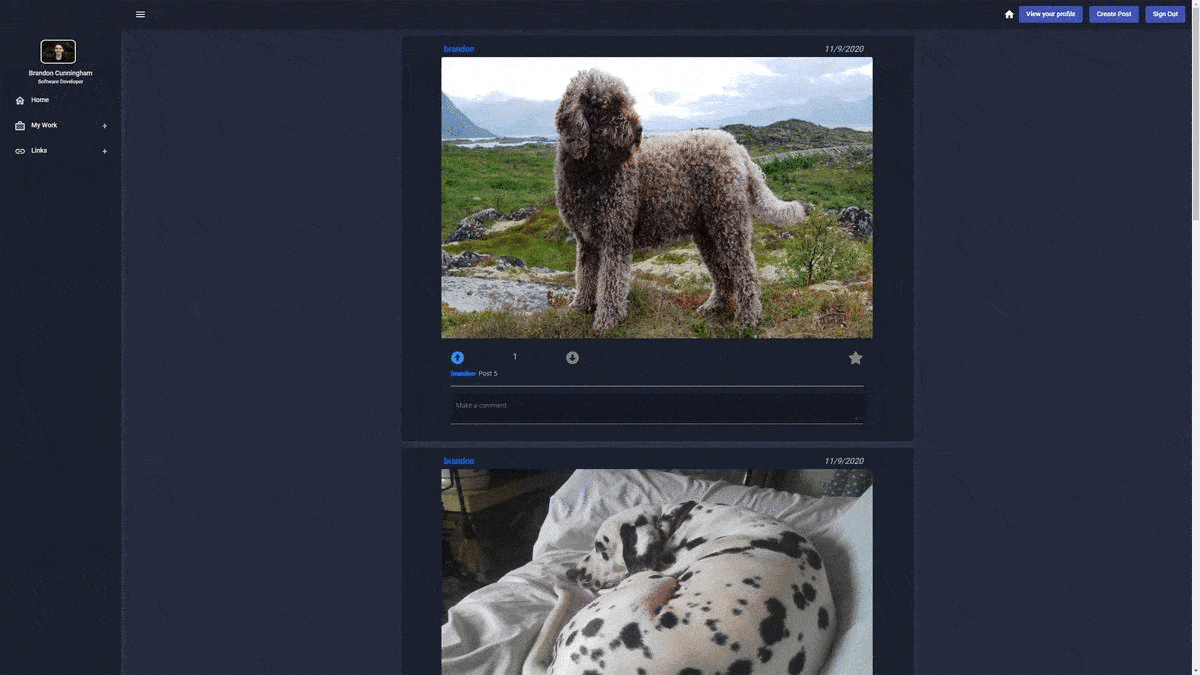 View your profile
Create Post
Sign Out
Brandon Cunningham
Software Developer
Home
My Work +
Links +
brandon 11/9/2020
1
brandon Post 5
Make a comment
brandon 11/9/2020